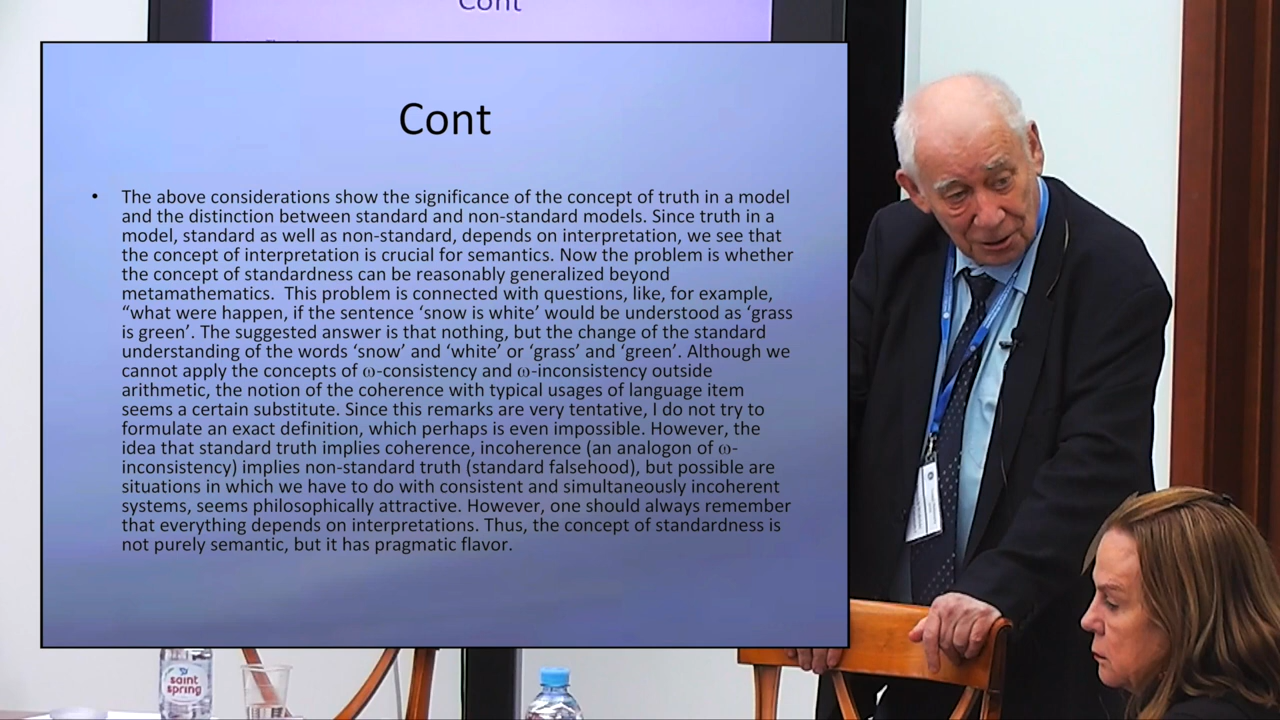 Cont
Cont
• The above considerations show the significance of the concept of truth in a model
and the distinction between standard and non-standard models. Since truth in a
model, standard as well as non-standard, depends on interpretation, we see that
the concept of interpretation is crucial for semantics. Now the problem is whether
the concept of standardness can be reasonably generalized beyond
metamathematics.  This problem is connected with questions, like, for example,
“what were happen, if the sentence ‘snow is white’ would be understood as ‘grass
is green’. The suggested answer is that nothing, but the change of the standard
understanding of the words ‘snow’ and ‘white’ or ‘grass’ and ‘green’. Although we
cannot apply the concepts of ω-consistency and ω-inconsistency outside
arithmetic, the notion of the coherence with typical usages of language item
seems a certain substitute. Since this remarks are very tentative, I do not try to
formulate an exact definition, which perhaps is even impossible. However, the
idea that standard truth implies coherence, incoherence (an analogon of ω-
inconsistency) implies non-standard truth (standard falsehood), but possible are
situations in which we have to do with consistent and simultaneously incoherent
systems, seems philosophically attractive. However, one should always remember
that everything depends on interpretations. Thus, the concept of standardness is
not purely semantic, but it has pragmatic flavor.
saint
spring